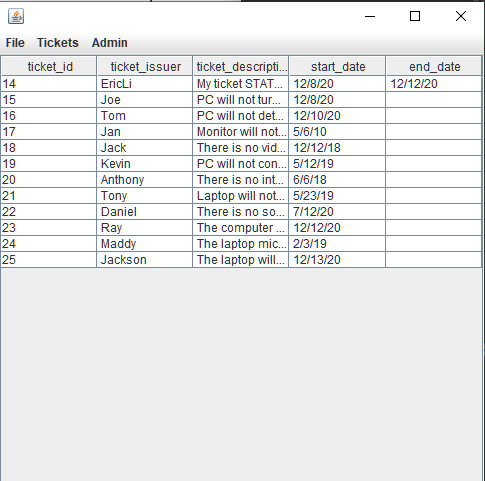 File Tickets Admin
ticket_id ticket_issuer ticket_descripti... start_date end_date
14 EricLi My ticket STAT... 12/8/20 12/12/20
15 Joe PC will not tur... 12/8/20
16 Tom PC will not det... 12/10/20
17 Jan Monitor will not... 5/6/10
18 Jack There is no vid... 12/12/18
19 Kevin PC will not con... 5/12/19
20 Anthony There is no int... 6/6/18
21 Tony Laptop will not... 5/23/19
22 Daniel There is no so... 7/12/20
23 Ray The computer ... 12/12/20
24 Maddy The laptop mic... 2/3/19
25 Jackson The laptop will... 12/13/20